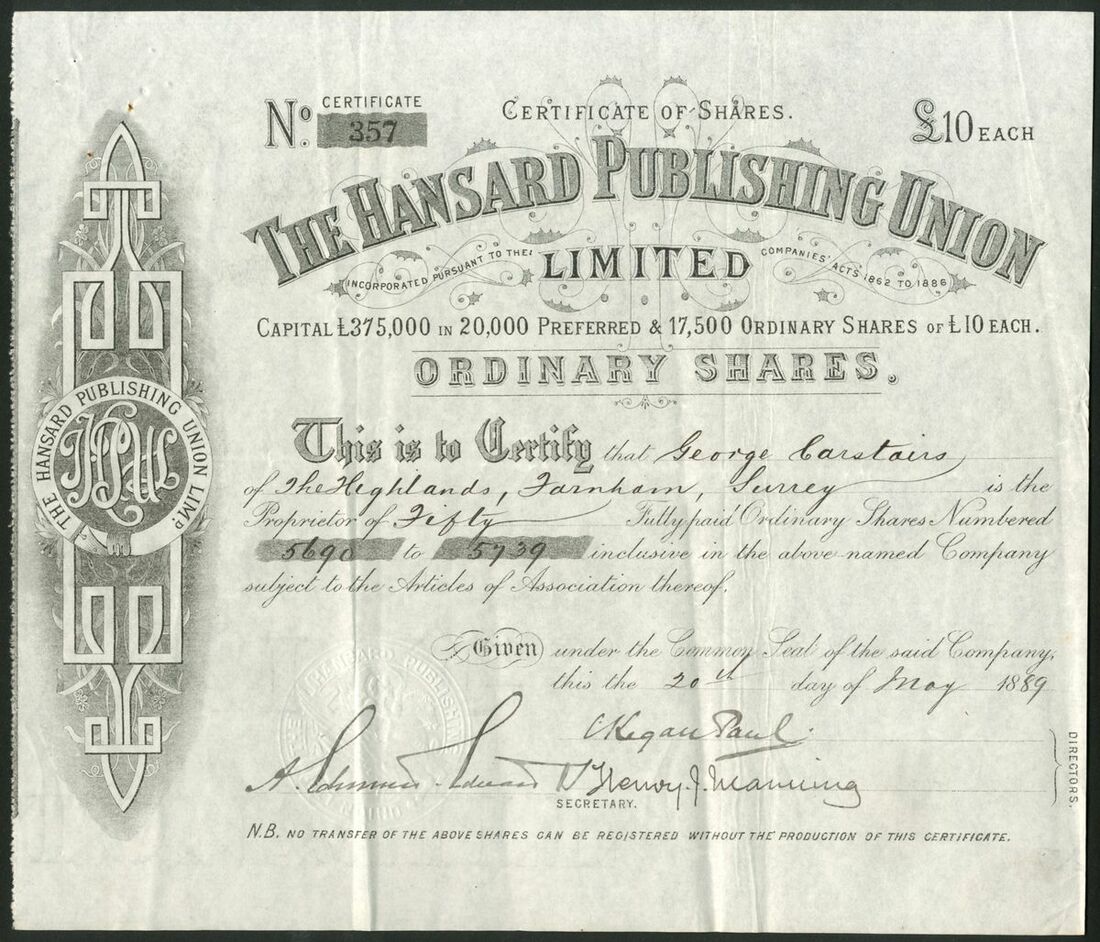 No. CERTIFICATE
357
CERTIFICATE OF SHARES.
£10 EACH
THE HANSARD PUBLISHING UNION
INCORPORATED PURSUANT TO THE
LIMITED
COMPANIES' ACTS 1862 TO 1886
CAPITAL £375,000 IN 20,000 PREFERRED & 17,500 ORDINARY SHARES OF £10 EACH.
ORDINARY SHARES.
THE HANSARD PUBLISHING UNION LIMD
HPU
This is to Certify that George Carstairs
of The Highlands, Farnham, Surrey is the
Proprietor of Fifty Fully paid Ordinary Shares Numbered
5690 to 5739 inclusive in the above named Company
subject to the Articles of Association thereof.
Given under the Common Seal of the said Company,
this the 20th day of May 1889
C Kegan Paul.
Henry J. Manning
SECRETARY.
DIRECTORS.
HANSARD PUBLISHING
N.B. NO TRANSFER OF THE ABOVE SHARES CAN BE REGISTERED WITHOUT THE PRODUCTION OF THIS CERTIFICATE.